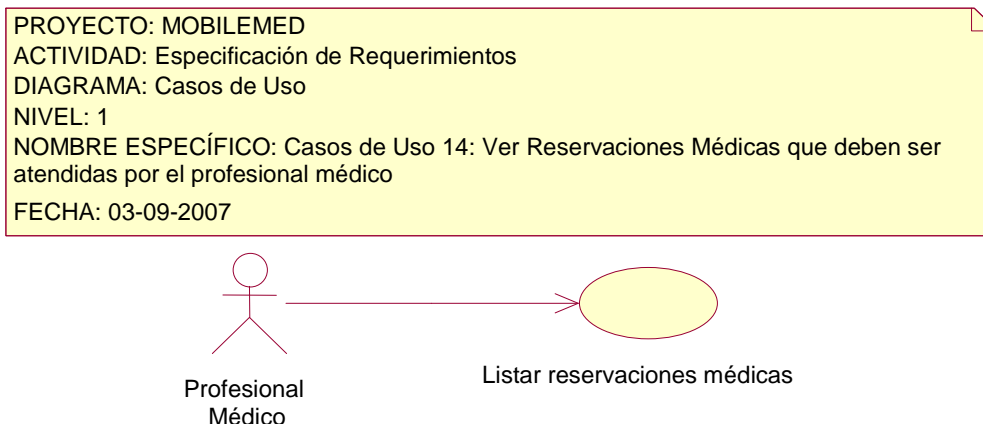 PROYECTO: MOBILEMED
ACTIVIDAD: Especificación de Requerimientos
DIAGRAMA: Casos de Uso
NIVEL: 1
NOMBRE ESPECÍFICO: Casos de Uso 14: Ver Reservaciones Médicas que deben ser
atendidas por el profesional médico
FECHA: 03-09-2007
Profesional
Médico
Listar reservaciones médicas